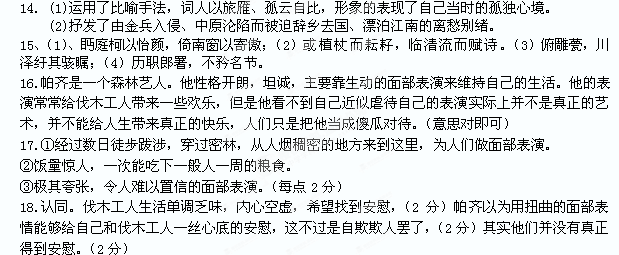 14. (1)运用了比喻手法，词人以旅雁、孤云自比，形象的表现了自己当时的孤独心境。
(2)抒发了由金兵入侵、中原沦陷而被迫辞乡去国、漂泊江南的离愁别绪。
15、（1）、眄庭柯以怡颜，倚南窗以寄傲；（2）或植杖而耘耔，临清流而赋诗。（3）俯雕甍，川
泽纡其骇瞩；（4）历职郎署，不矜名节。
16. 帕齐是一个森林艺人。他性格开朗，坦诚，主要靠生动的面部表演来维持自己的生活。他的表
演常常给伐木工人带来一些欢乐，但是他看不到自己近似虐待自己的表演实际上并不是真正的艺
术，并不能给人生带来真正的快乐，人们只是把他当成傻瓜对待。（意思对即可）
17. ①经过数日徒步跋涉，穿过密林，从人烟稠密的地方来到这里，为人们做面部表演。
②饭量惊人，一次能吃下一般人一周的粮食。
③极其夸张，令人难以置信的面部表演。（每点 2 分）
18. 认同。伐木工人生活单调乏味，内心空虚，希望找到安慰，（2 分）帕齐以为用扭曲的面部表
情能够给自己和伐木工人一丝心底的安慰，这不过是自欺欺人罢了，（2 分）其实他们并没有真正
得到安慰。（2 分）